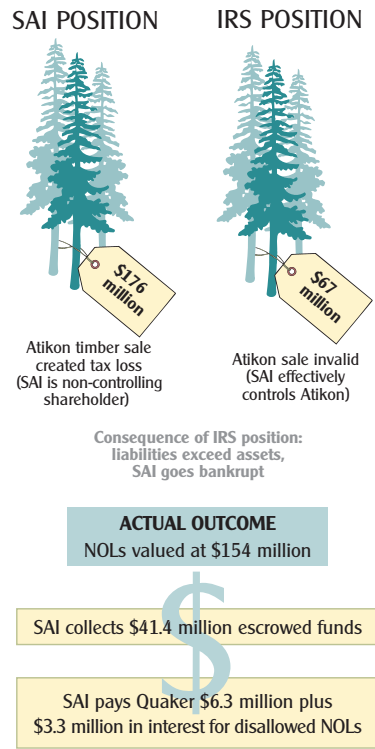 SAI POSITION
IRS POSITION
$176
million
$67
million
Atikon timber sale
created tax loss
(SAI is non-controlling
shareholder)
Atikon sale invalid
(SAI effectively
controls Atikon)
Consequence of IRS position:
liabilities exceed assets,
SAI goes bankrupt
ACTUAL OUTCOME
NOLs valued at $154 million
$
SAI collects $41.4 million escrowed funds
SAI pays Quaker $6.3 million plus
$3.3 million in interest for disallowed NOLs